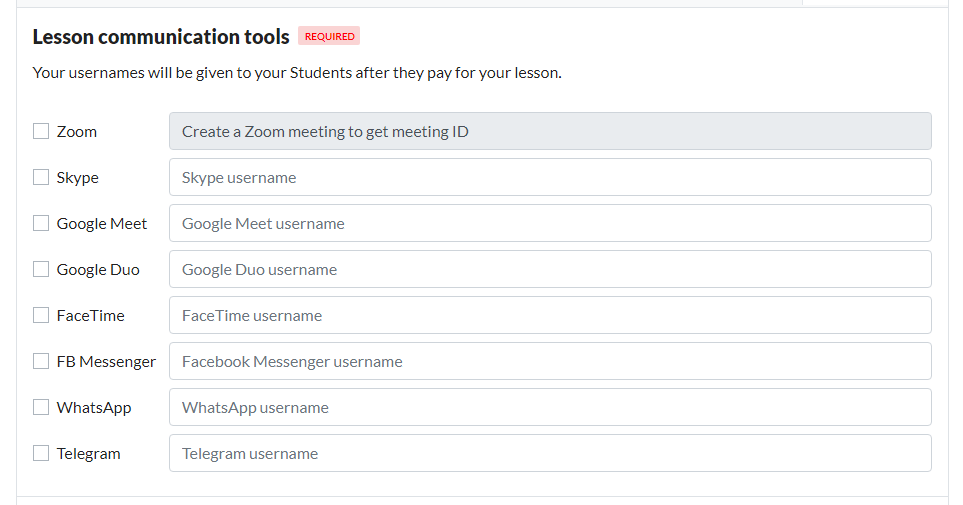 Lesson communication tools REQUIRED
Your usernames will be given to your Students after they pay for your lesson.
Zoom Create a Zoom meeting to get meeting ID
Skype Skype username
Google Meet Google Meet username
Google Duo Google Duo username
FaceTime FaceTime username
FB Messenger Facebook Messenger username
WhatsApp WhatsApp username
Telegram Telegram username